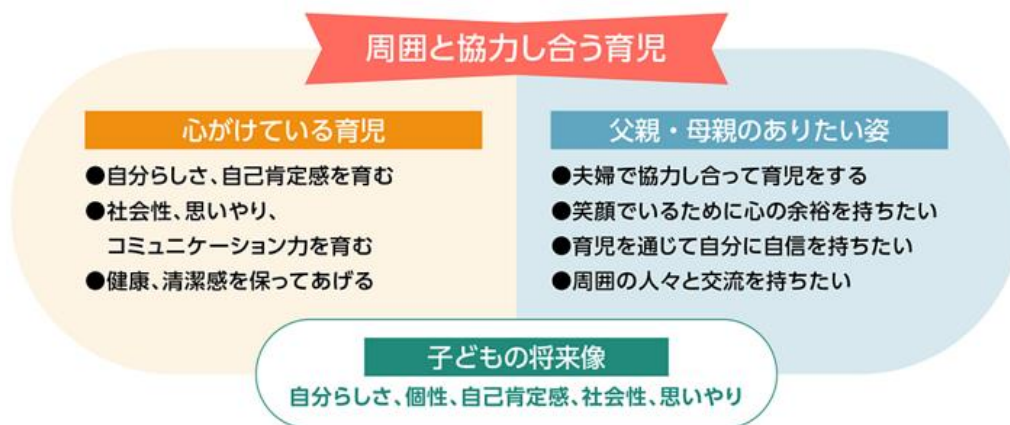 周囲と協力し合う育児
心がけている育児
●自分らしさ、自己肯定感を育む
●社会性、思いやり、
コミュニケーション力を育む
●健康、清潔感を保ってあげる
父親・母親のありたい姿
●夫婦で協力し合って育児をする
●笑顔でいるために心の余裕を持ちたい
●育児を通じて自分に自信を持ちたい
●周囲の人々と交流を持ちたい
子どもの将来像
自分らしさ、個性、自己肯定感、社会性、思いやり